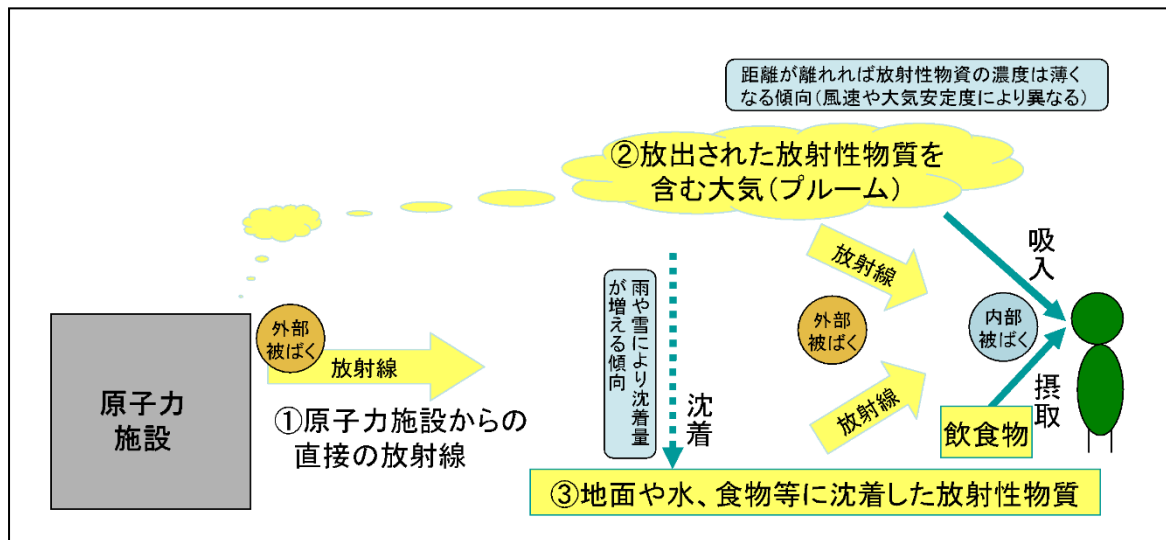 距離が離れれば放射性物資の濃度は薄く
なる傾向(風速や大気安定度により異なる)
②放出された放射性物質を
含む大気(プルーム)
吸入
放射線
雨や雪により沈着量
が増える傾向
外部
被ばく
放射線
外部
被ばく
内部
被ばく
原子力
施設
①原子力施設からの
直接の放射線
沈着
放射線
摂取
飲食物
③地面や水、食物等に沈着した放射性物質